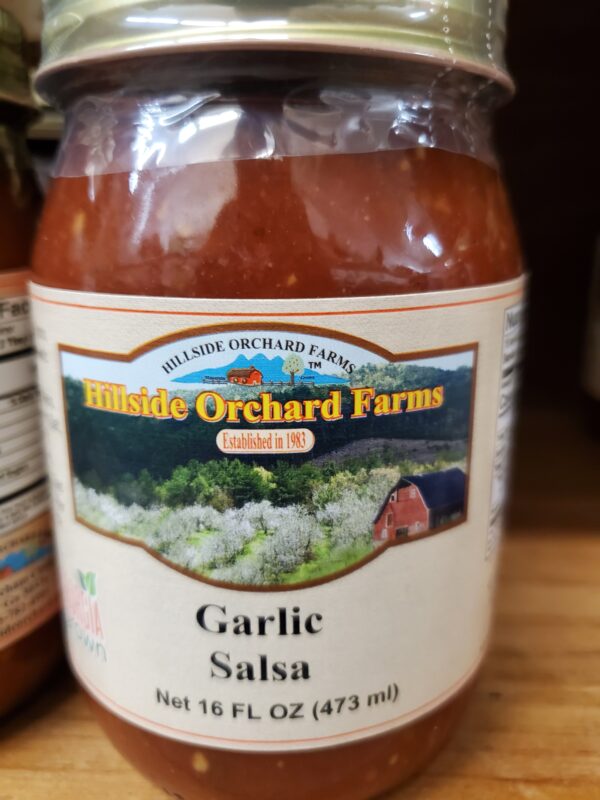 HILLSIDE ORCHARD FARMS
TM
Hillside Orchard Farms
Established in 1983
Garlic
Salsa
Net 16 FL OZ (473 ml)